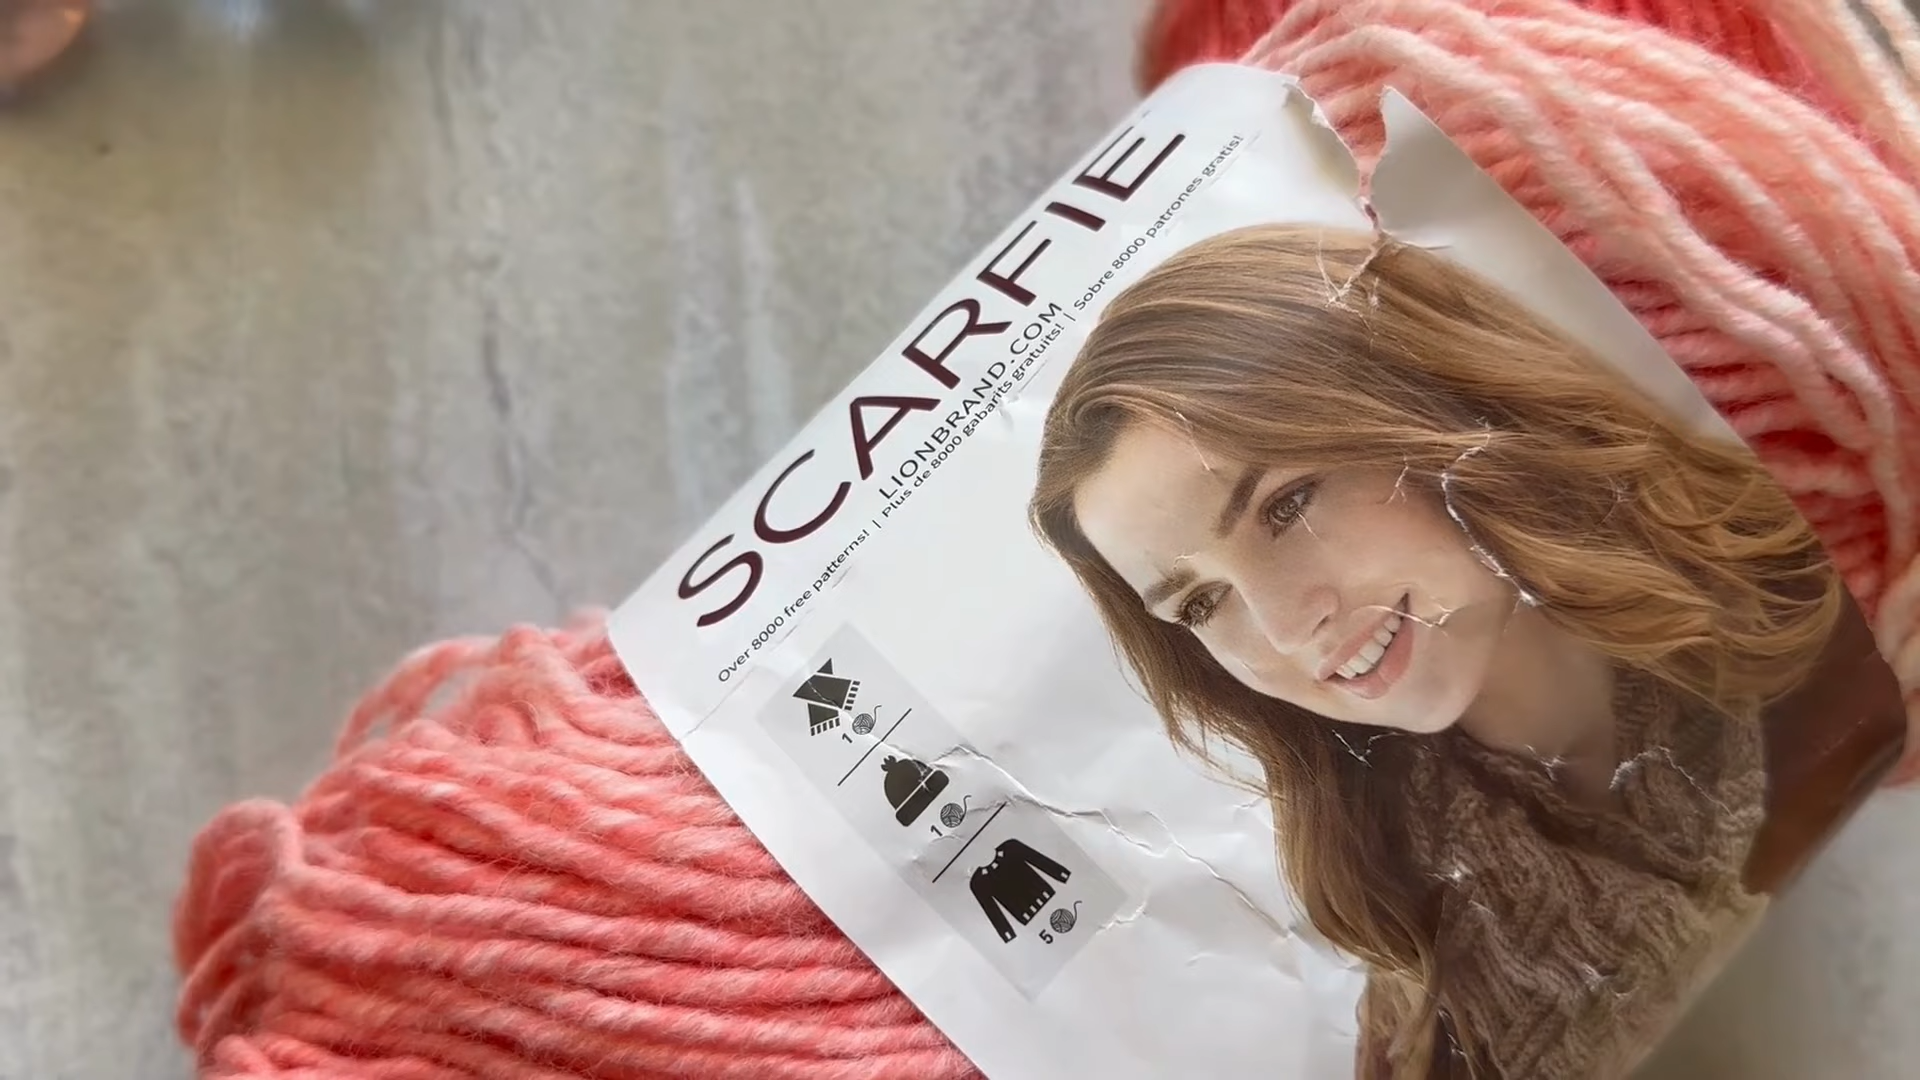 SCARFIE
LIONBRAND.COM
Over 8000 free patterns! | Plus de 8000 gabarits gratuits! | Sobre 8000 patrones gratis!
1
1
5